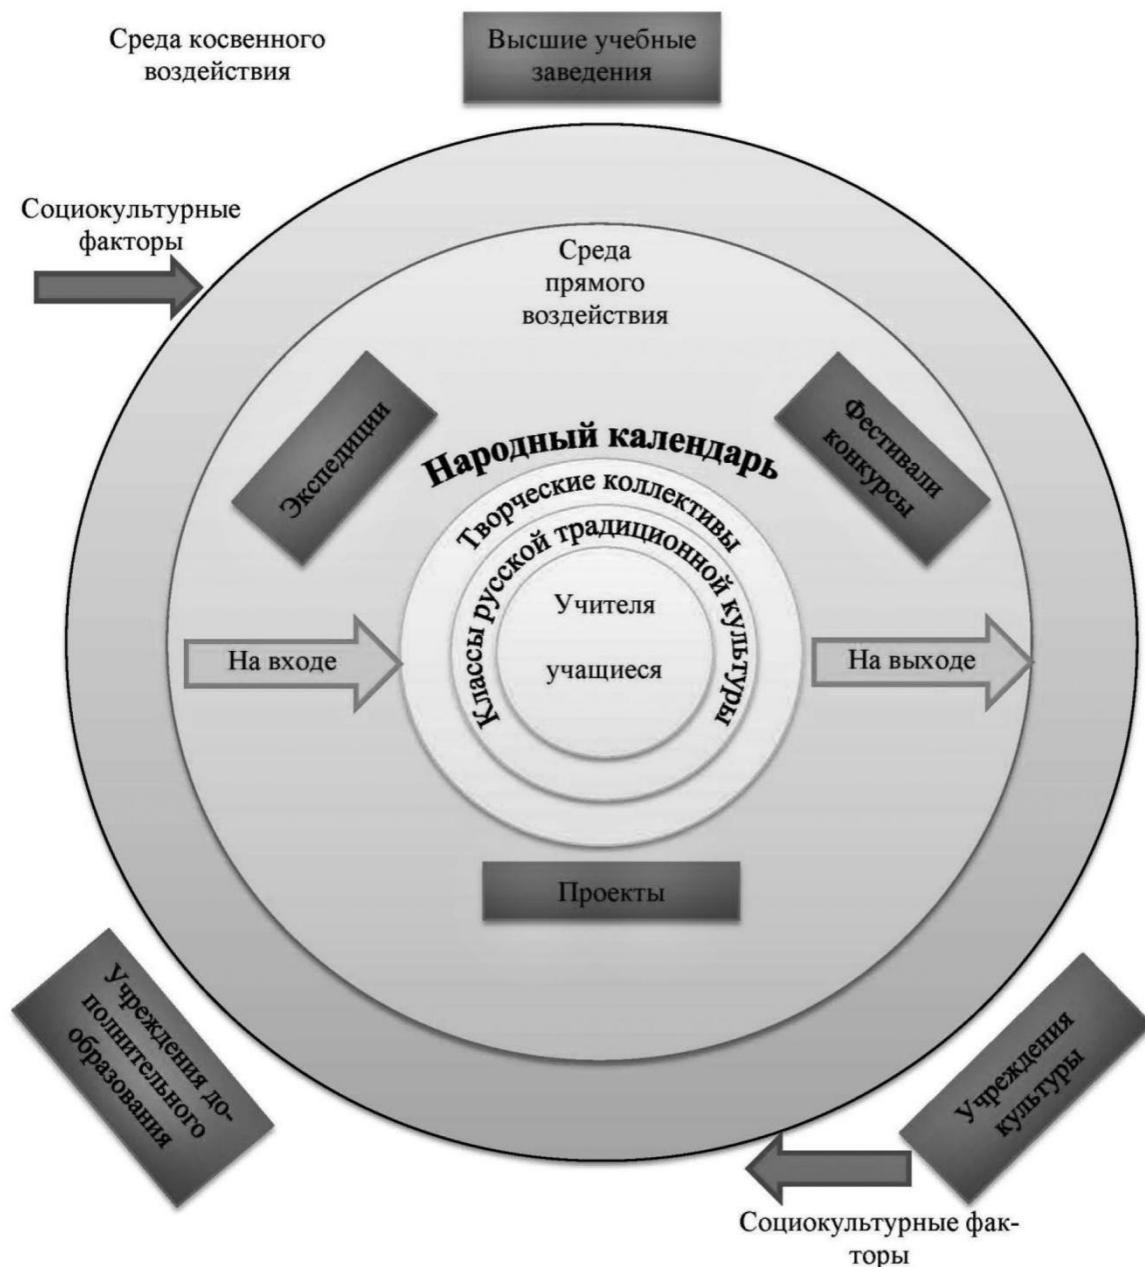 Среда косвенного
воздействия
Высшие учебные
заведения
Социокультурные
факторы
Среда
прямого
воздействия
Экспедиции
Фестивали
конкурсы
Народный календарь
Творческие коллективы
Классы русской традиционной культуры
Учителя
учащиеся
На входе
На выходе
Проекты
Учреждения до-
полнительного
образования
Учреждения
культуры
Социокультурные фак-
торы